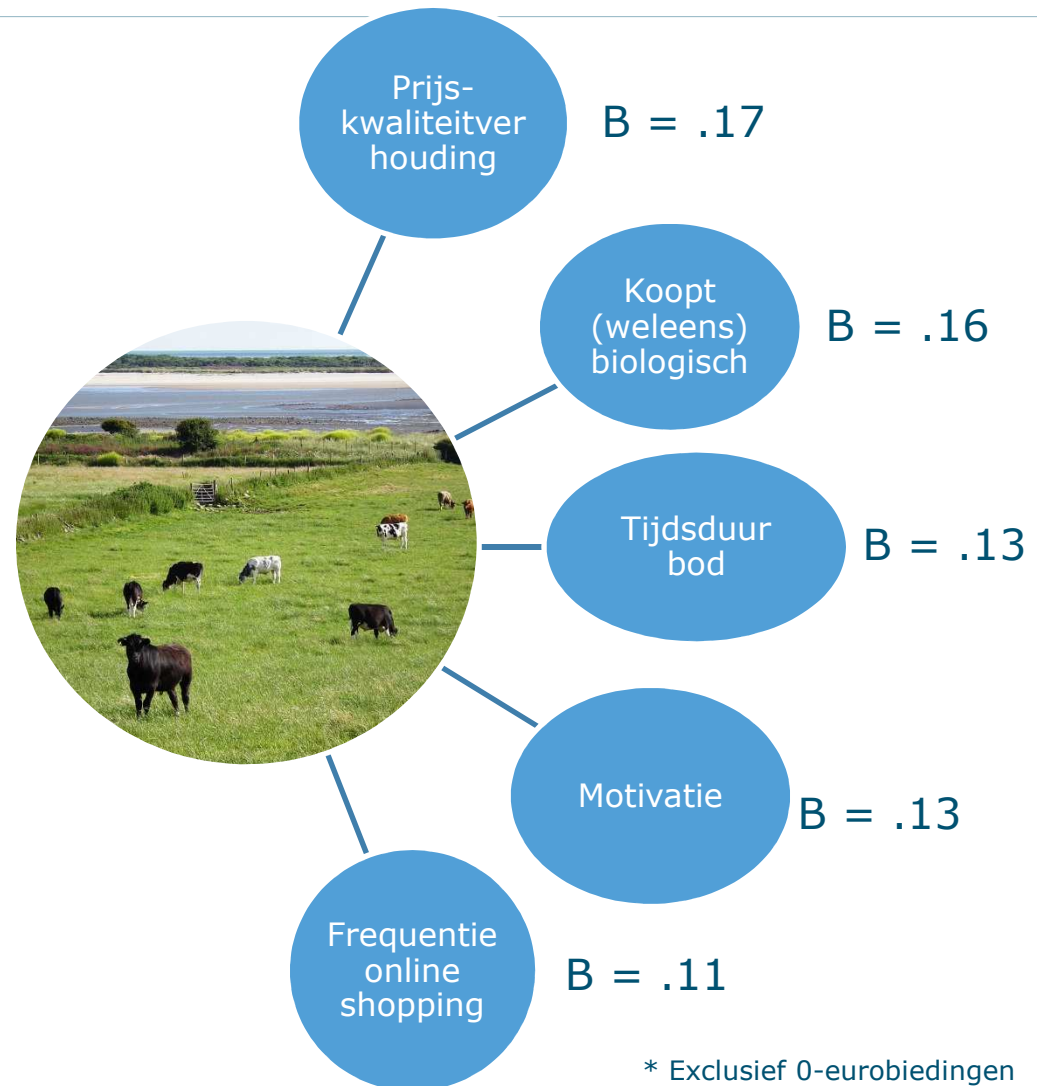 Prijs-
kwaliteitver
houding
B = .17
Koopt
(weleens)
biologisch
B = .16
Tijdsduur
bod
B = .13
Motivatie
B = .13
Frequentie
online
shopping
B = .11
* Exclusief 0-eurobiedingen